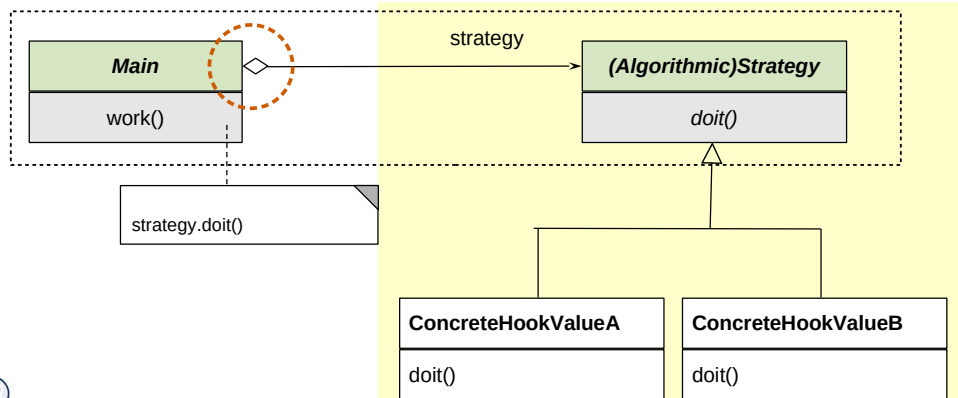 strategy
Main
(Algorithmic)Strategy
work()
doit()
strategy.doit()
ConcreteHookValueA
ConcreteHookValueB
doit()
doit()